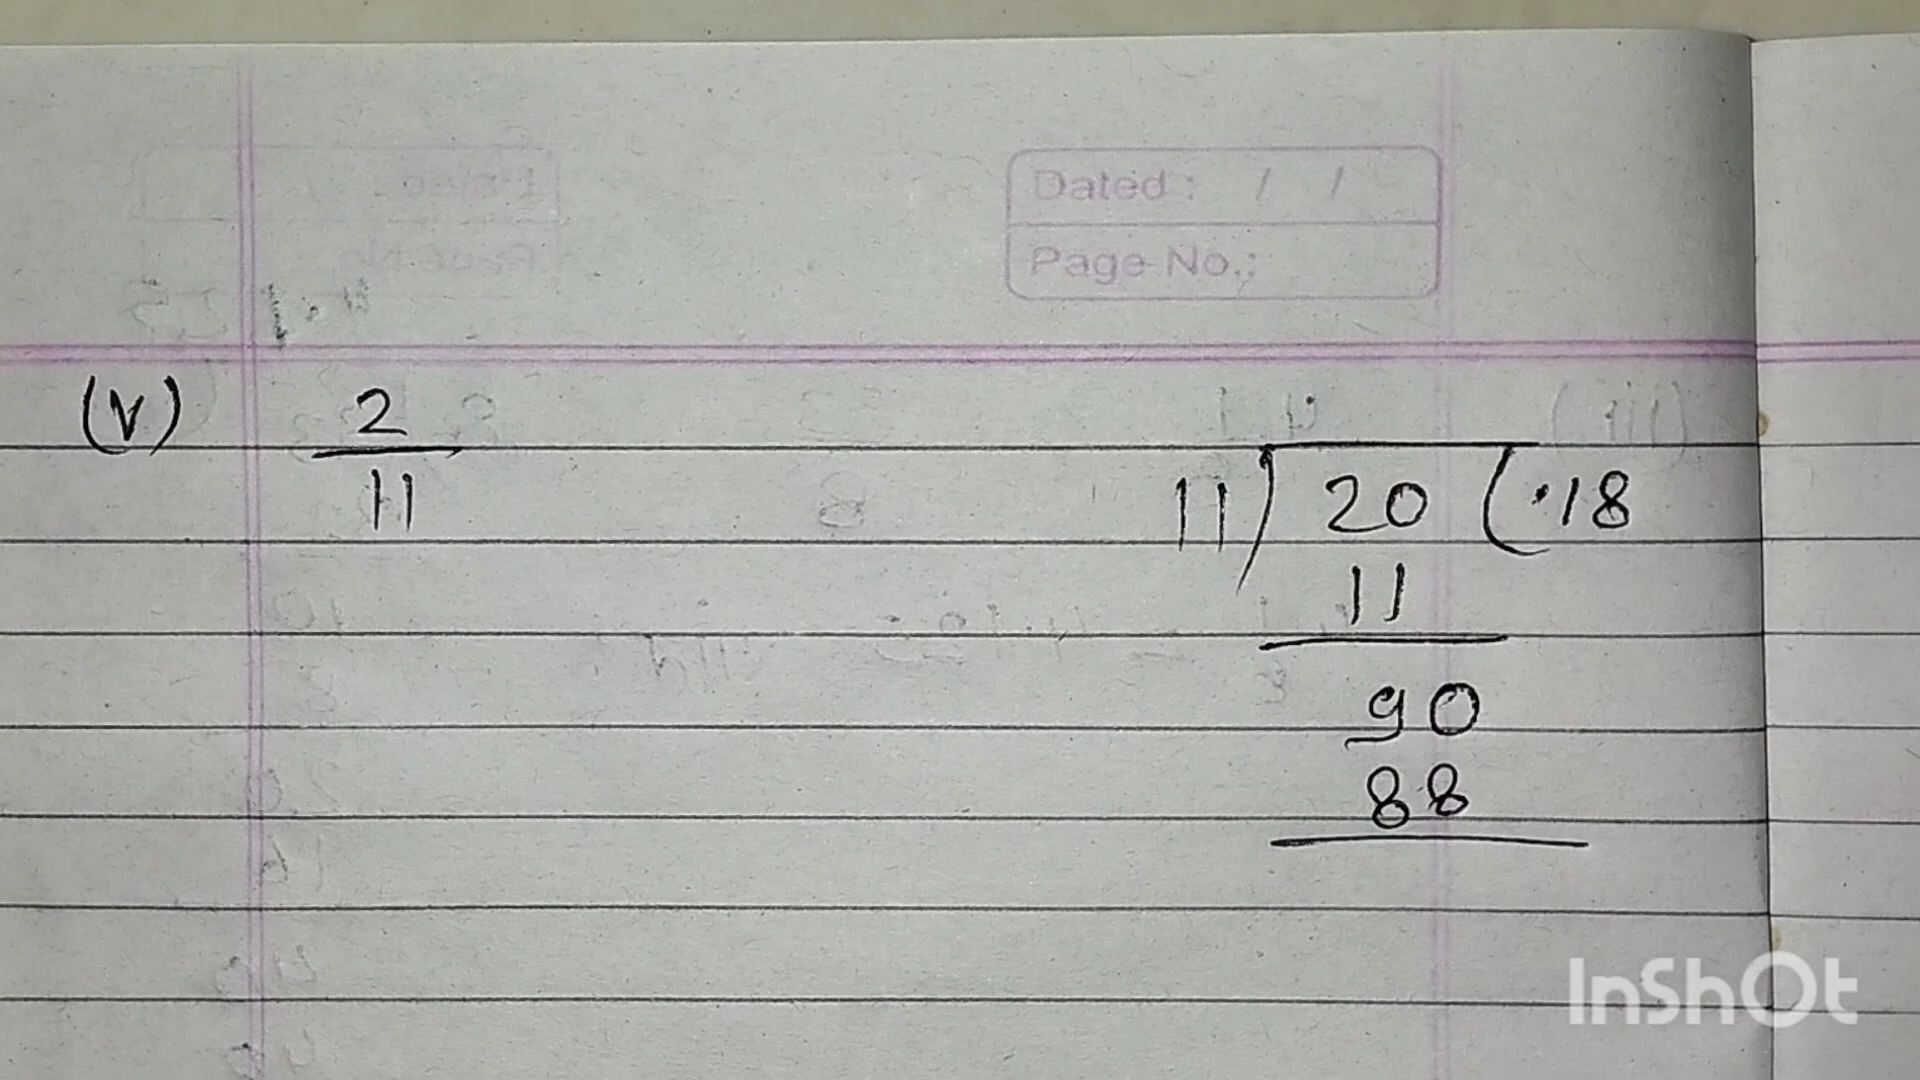 Dated : / /
Page No.:
(v) 2
11
11) 20 (.18
11
90
88
InShOt